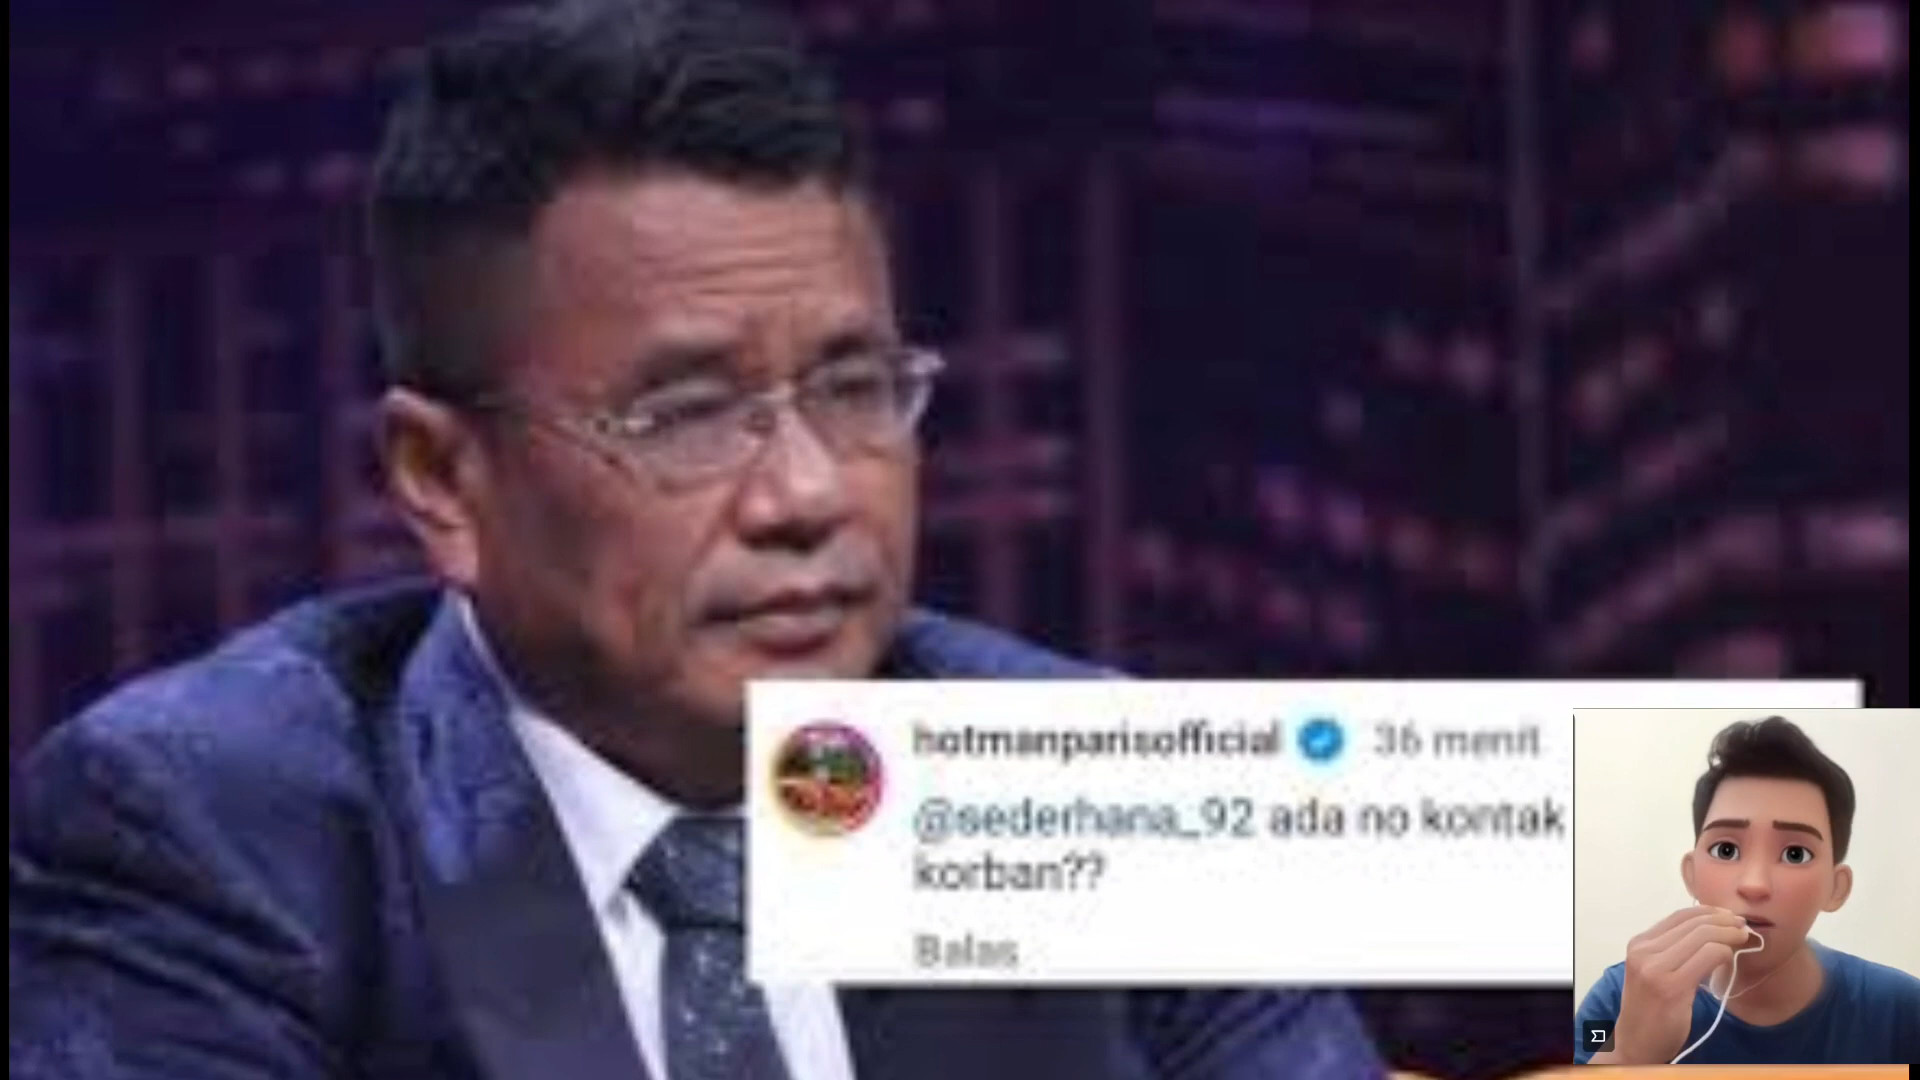 hotmanparisofficial 36 menit
@sederhana_92 ada no kontak
korban??
Balas